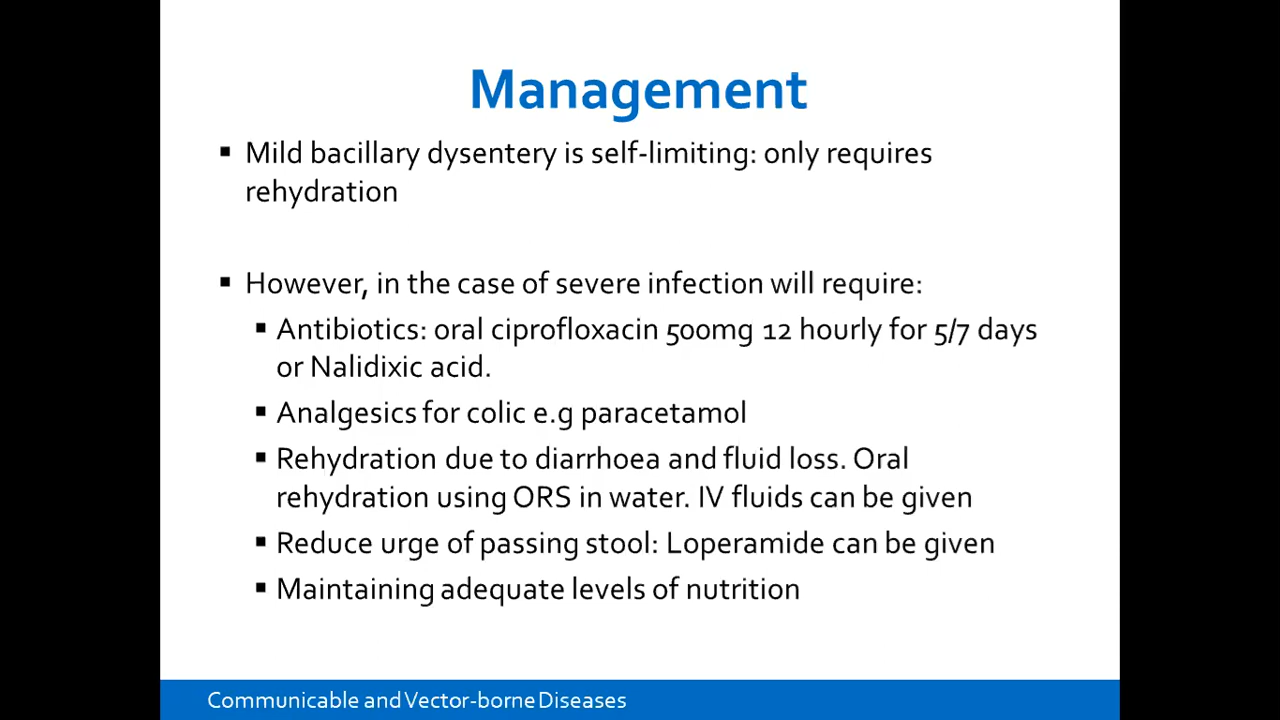 Management
▪ Mild bacillary dysentery is self-limiting: only requires
rehydration
▪ However, in the case of severe infection will require:
▪ Antibiotics: oral ciprofloxacin 500mg 12 hourly for 5/7 days
or Nalidixic acid.
▪ Analgesics for colic e.g paracetamol
▪ Rehydration due to diarrhoea and fluid loss. Oral
rehydration using ORS in water. IV fluids can be given
▪ Reduce urge of passing stool: Loperamide can be given
▪ Maintaining adequate levels of nutrition
Communicable and Vector-borne Diseases